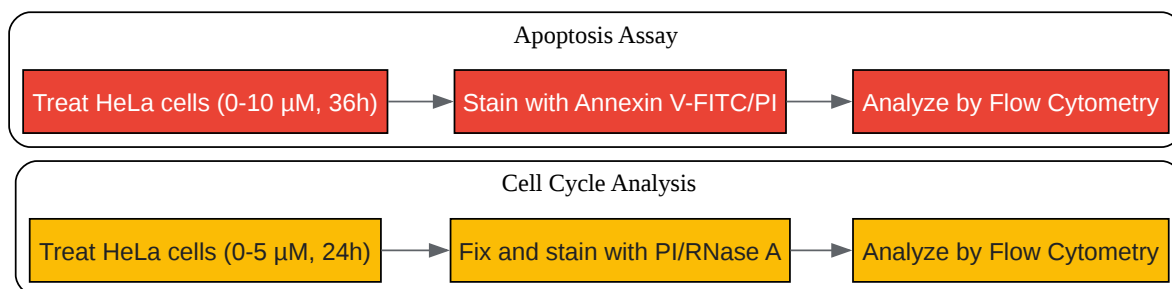 Apoptosis Assay
Treat HeLa cells (0-10 µM, 36h)
Stain with Annexin V-FITC/PI
Analyze by Flow Cytometry
Cell Cycle Analysis
Treat HeLa cells (0-5 µM, 24h)
Fix and stain with PI/RNase A
Analyze by Flow Cytometry